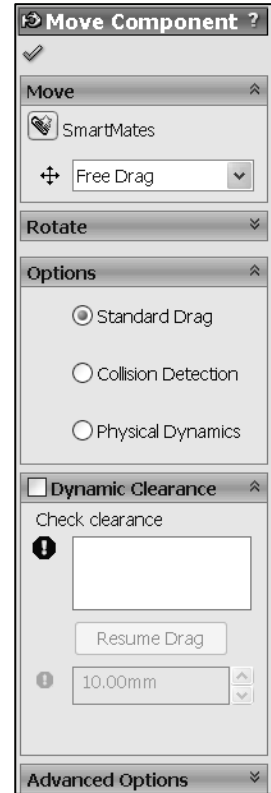 Move Component ?
Move
SmartMates
Free Drag
Rotate
Options
Standard Drag
Collision Detection
Physical Dynamics
Dynamic Clearance
Check clearance
Resume Drag
10.00mm
Advanced Options